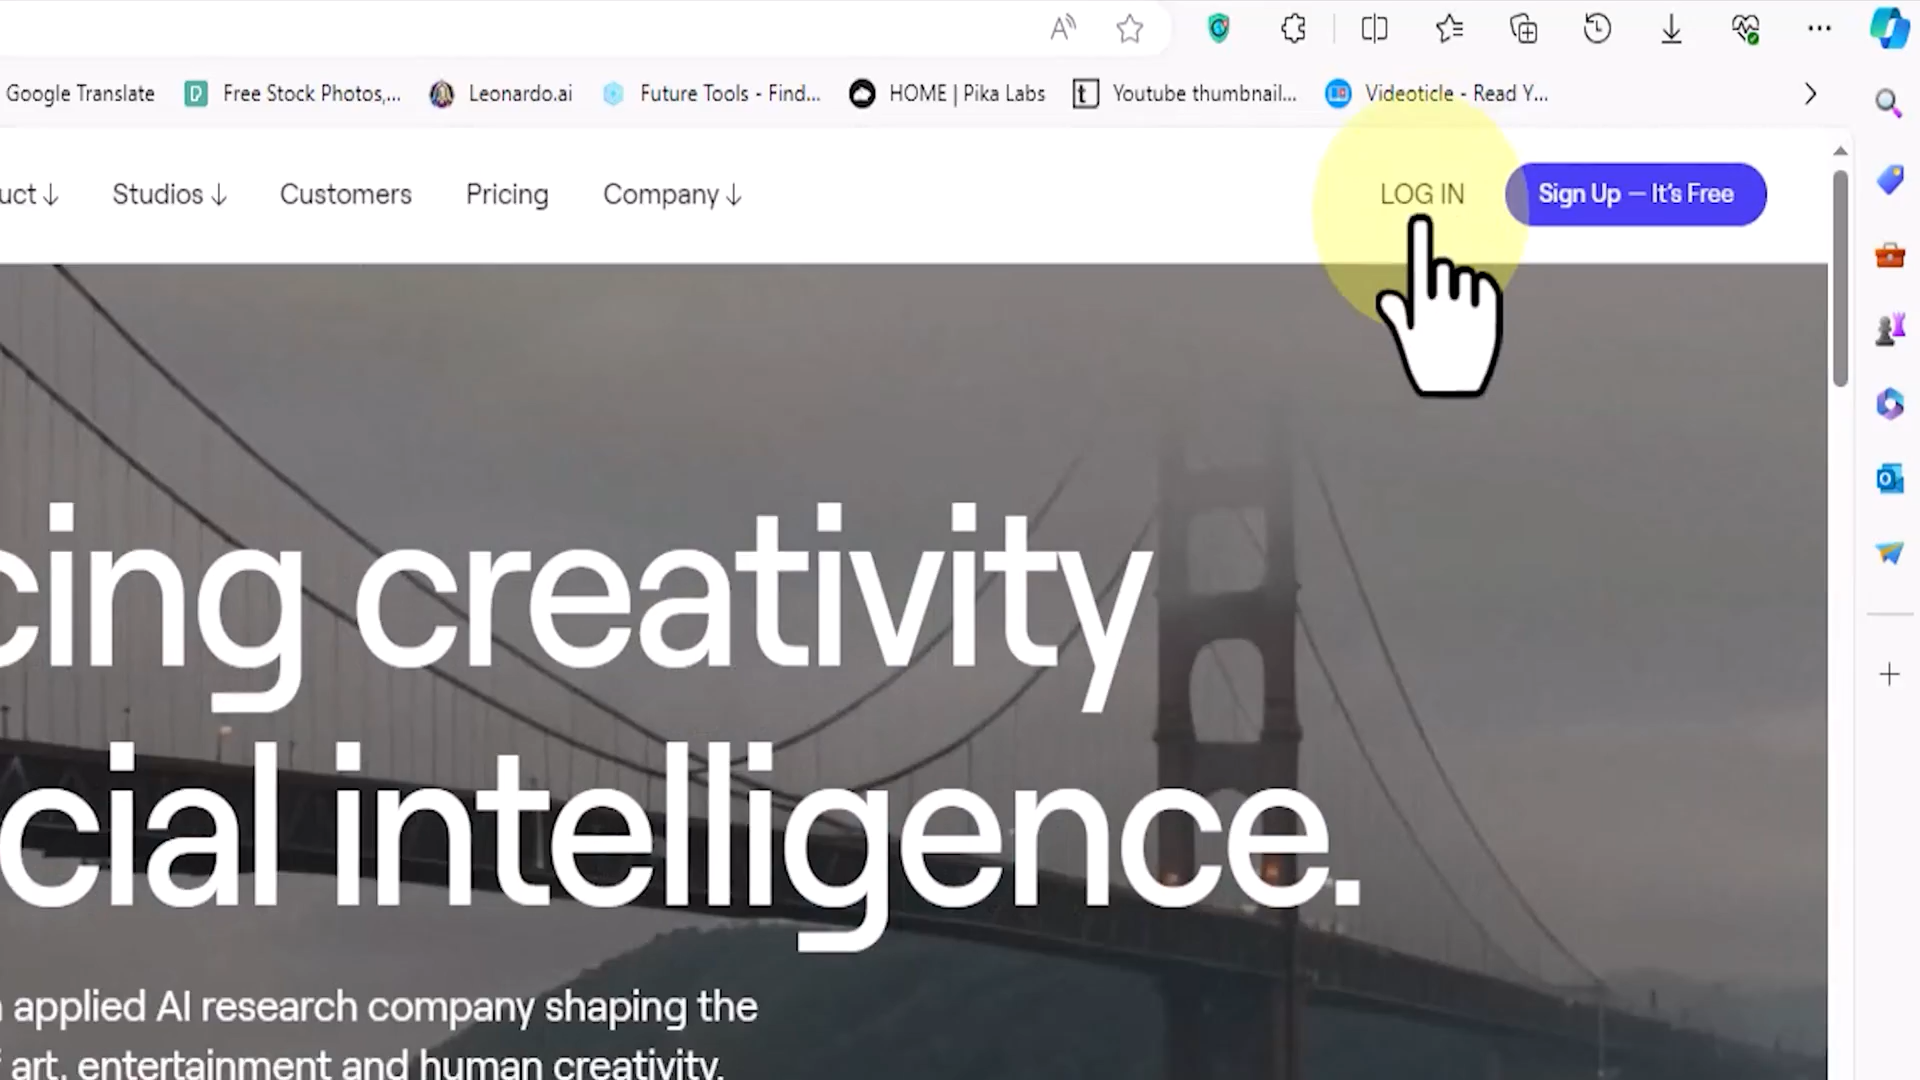 Google Translate Free Stock Photos,... Leonardo.ai Future Tools - Find... HOME | Pika Labs Youtube thumbnail... Videoticle - Read Y...
uct ↓ Studios ↓ Customers Pricing Company ↓ LOG IN Sign Up — It's Free
cing creativity
cial intelligence.
applied AI research company shaping the
art, entertainment and human creativity.